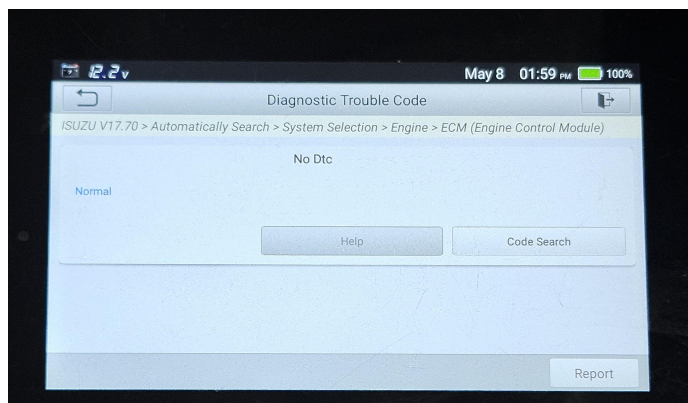 12.2v May 8 01:59 PM 100%
Diagnostic Trouble Code
ISUZU V17.70 > Automatically Search > System Selection > Engine > ECM (Engine Control Module)
No Dtc
Normal
Help Code Search
Report